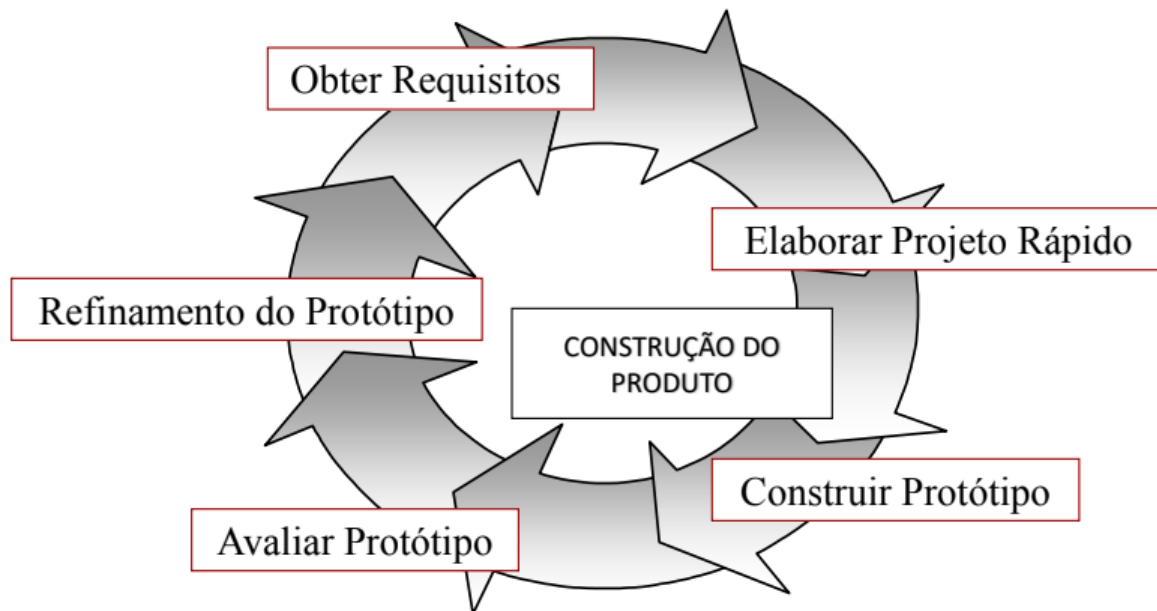 Obter Requisitos
Elaborar Projeto Rápido
Refinamento do Protótipo
CONSTRUÇÃO DO
PRODUTO
Construir Protótipo
Avaliar Protótipo